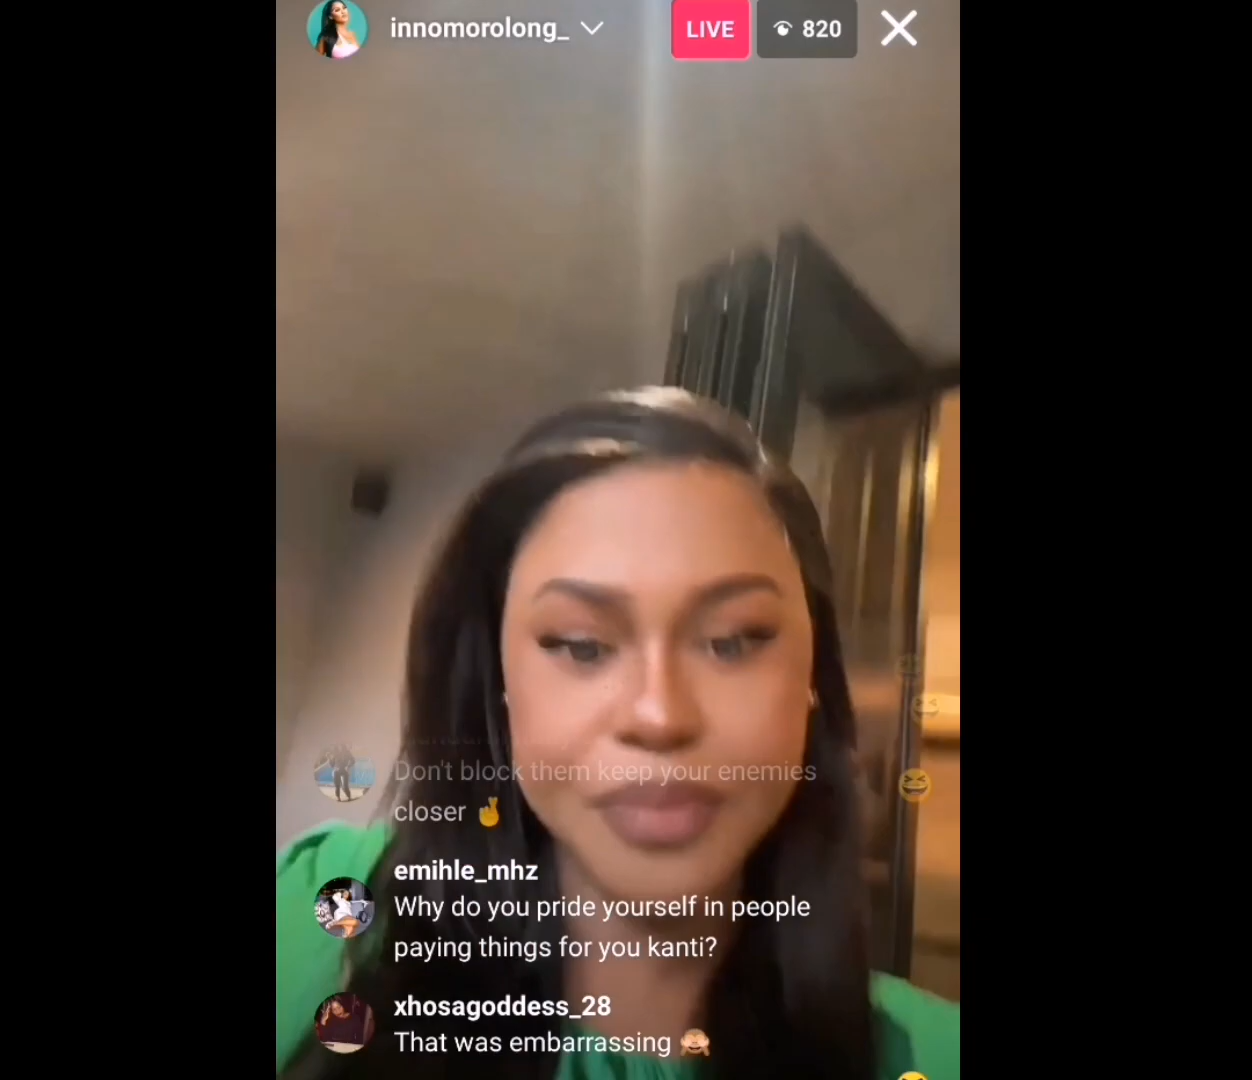 innomorolong_
LIVE 820
Don't block them keep your enemies
closer
emihle_mhz
Why do you pride yourself in people
paying things for you kanti?
xhosagoddess_28
That was embarrassing